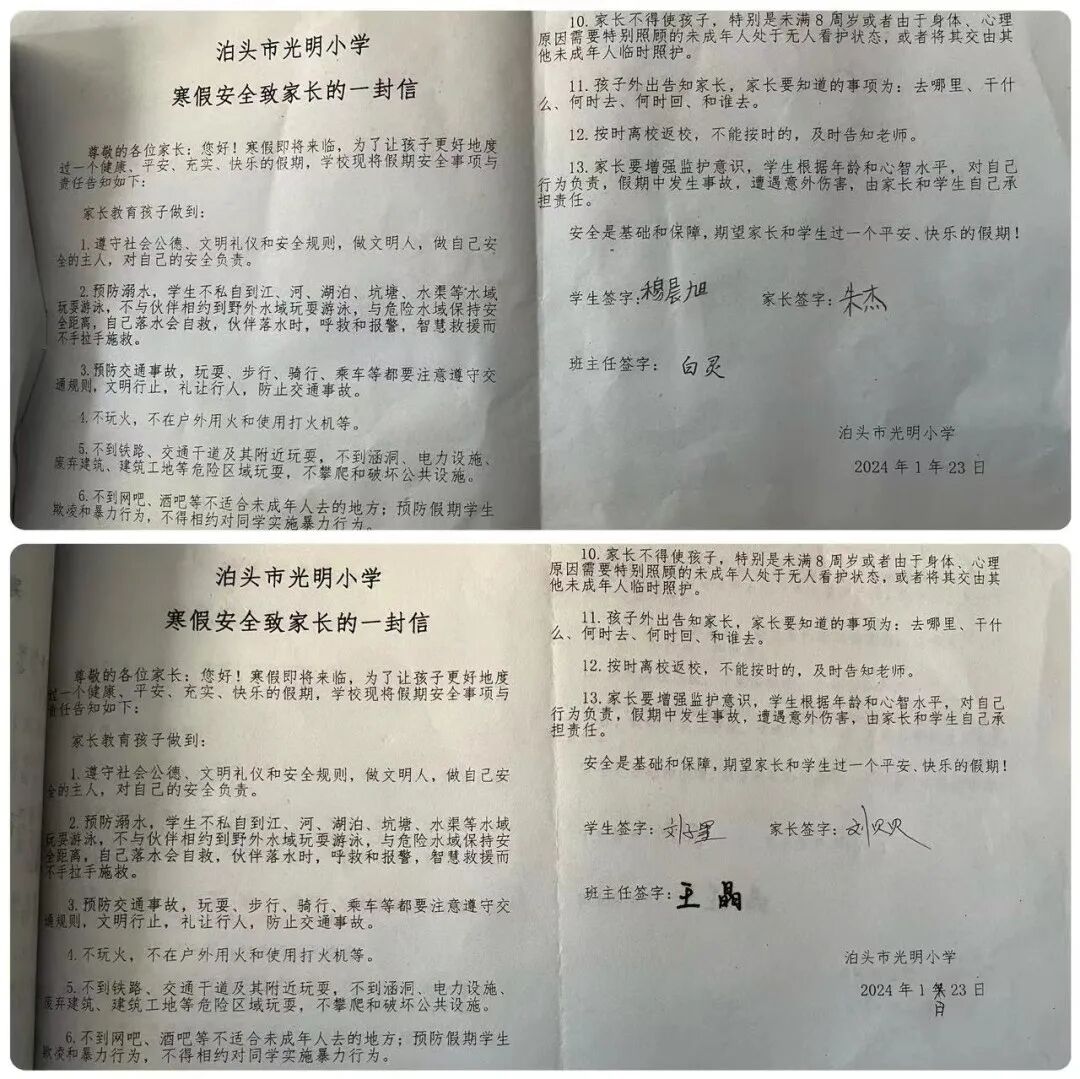 泊头市光明小学
寒假安全致家长的一封信
尊敬的各位家长：您好！寒假即将来临，为了让孩子更好地度
过一个健康、平安、充实、快乐的假期，学校现将假期安全事项与
责任告知如下：
家长教育孩子做到：
1.遵守社会公德、文明礼仪和安全规则，做文明人，做自己安
全的主人，对自己的安全负责。
2.预防溺水，学生不私自到江、河、湖泊、坑塘、水渠等水域
玩耍游泳，不与伙伴相约到野外水域玩耍游泳，与危险水域保持安
全距离，自己落水会自救，伙伴落水时，呼救和报警，智慧救援而
不手拉手施救。
3.预防交通事故，玩耍、步行、骑行、乘车等都要注意遵守交
通规则，文明行止，礼让行人，防止交通事故。
4.不玩火，不在户外用火和使用打火机等。
5.不到铁路、交通干道及其附近玩耍，不到涵洞、电力设施、
废弃建筑、建筑工地等危险区域玩耍，不攀爬和破坏公共设施。
6.不到网吧、酒吧等不适合未成年人去的地方；预防假期学生
欺凌和暴力行为，不得相约对同学实施暴力行为。
10.家长不得使孩子，特别是未满8周岁或者由于身体、心理
原因需要特别照顾的未成年人处于无人看护状态，或者将其交由其
他未成年人临时照护。
11.孩子外出告知家长，家长要知道的事项为：去哪里、干什
么、何时去、何时回、和谁去。
12.按时离校返校，不能按时的，及时告知老师。
13.家长要增强监护意识，学生根据年龄和心智水平，对自己
行为负责，假期中发生事故，遭遇意外伤害，由家长和学生自己承
担责任。
安全是基础和保障，期望家长和学生过一个平安、快乐的假期！
学生签字：穆晨旭 家长签字：朱杰
班主任签字：白灵
泊头市光明小学
2024年1年23日
泊头市光明小学
寒假安全致家长的一封信
尊敬的各位家长：您好！寒假即将来临，为了让孩子更好地度
过一个健康、平安、充实、快乐的假期，学校现将假期安全事项与
责任告知如下：
家长教育孩子做到：
1.遵守社会公德、文明礼仪和安全规则，做文明人，做自己安
全的主人，对自己的安全负责。
2.预防溺水，学生不私自到江、河、湖泊、坑塘、水渠等水域
玩耍游泳，不与伙伴相约到野外水域玩耍游泳，与危险水域保持安
全距离，自己落水会自救，伙伴落水时，呼救和报警，智慧救援而
不手拉手施救。
3.预防交通事故，玩耍、步行、骑行、乘车等都要注意遵守交
通规则，文明行止，礼让行人，防止交通事故。
4.不玩火，不在户外用火和使用打火机等。
5.不到铁路、交通干道及其附近玩耍，不到涵洞、电力设施、
废弃建筑、建筑工地等危险区域玩耍，不攀爬和破坏公共设施。
6.不到网吧、酒吧等不适合未成年人去的地方；预防假期学生
欺凌和暴力行为，不得相约对同学实施暴力行为。
10.家长不得使孩子，特别是未满8周岁或者由于身体、心理
原因需要特别照顾的未成年人处于无人看护状态，或者将其交由其
他未成年人临时照护。
11.孩子外出告知家长，家长要知道的事项为：去哪里、干什
么、何时去、何时回、和谁去。
12.按时离校返校，不能按时的，及时告知老师。
13.家长要增强监护意识，学生根据年龄和心智水平，对自己
行为负责，假期中发生事故，遭遇意外伤害，由家长和学生自己承
担责任。
安全是基础和保障，期望家长和学生过一个平安、快乐的假期！
学生签字：刘子墨 家长签字：刘贝贝
班主任签字：王晶
泊头市光明小学
2024年1 23日